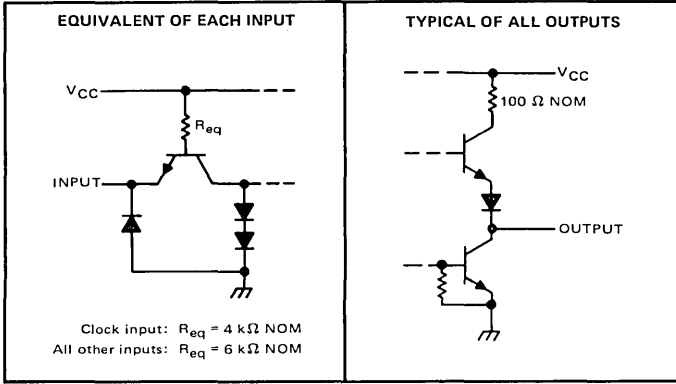 EQUIVALENT OF EACH INPUT
VCC
Req
INPUT
Clock input: Req = 4 kΩ NOM
All other inputs: Req = 6 kΩ NOM
TYPICAL OF ALL OUTPUTS
VCC
100 Ω NOM
OUTPUT